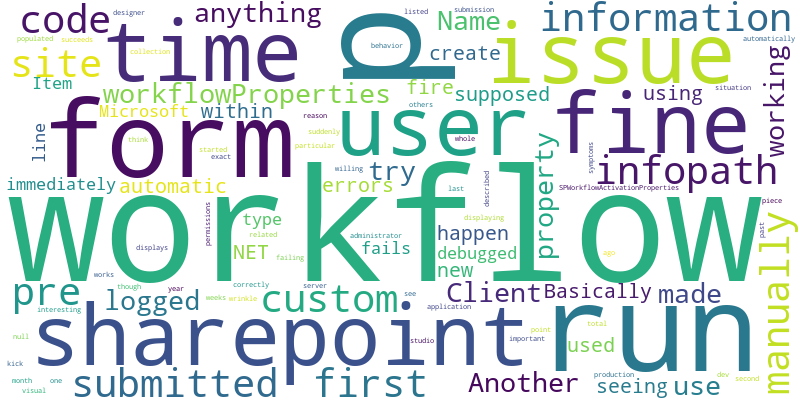 code anything Name information
populated designer succeeds collection
listed submission
behavior
time p create issue automatically
site Item workflowProperties fire supposed using working
Microsoft within others
form line reason suddenly user fine
think started exact particular whole
immediately automatic try errors property infopath symptoms
willing last described SPWorkflowActivationProperties piece
workflow
displays permissions type related administrator displaying happen past
NET failing fails debugged ago manually
works though year correctly server see application new
pre interesting weeks wrinkle Client Basically made
logged custom
sharepoint run
null studio important point used total
kick month one visual production dev second
submitted first Another seeing use situation